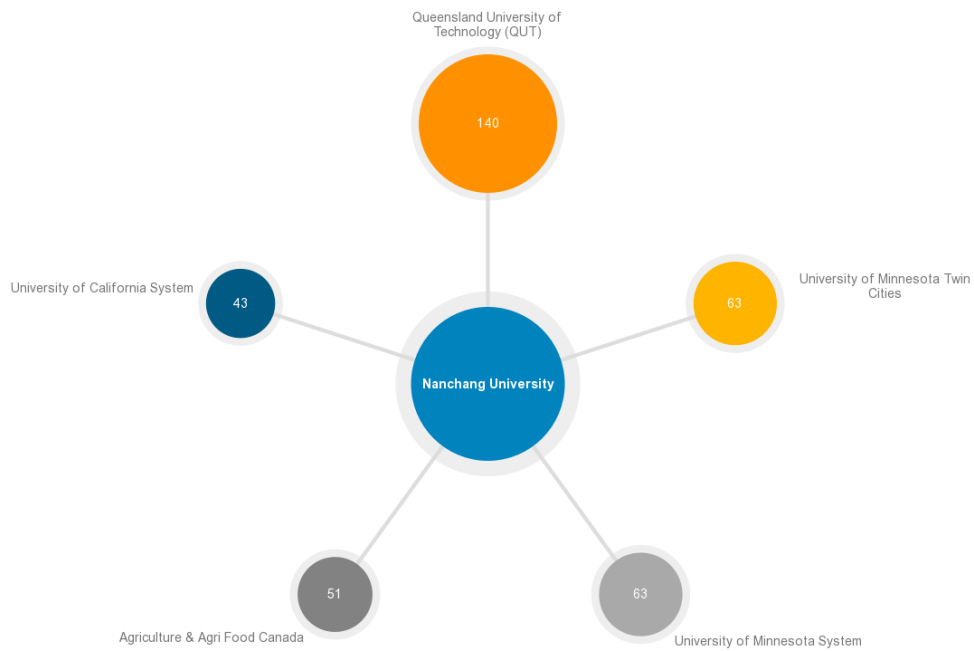 Queensland University of
Technology (QUT)
140
University of California System
43
63
University of Minnesota Twin
Cities
Nanchang University
51
Agriculture & Agri Food Canada
63
University of Minnesota System